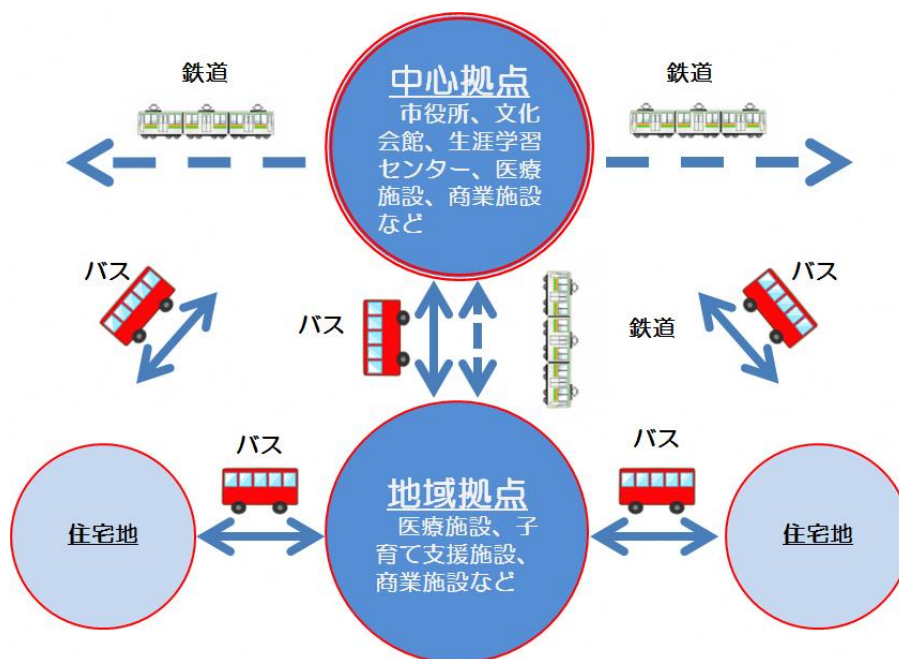 鉄道
中心拠点
鉄道
市役所、文化
会館、生涯学習
センター、医療
施設、商業施設
など
バス
バス
バス
鉄道
バス
バス
住宅地
地域拠点
医療施設、子
育て支援施設、
商業施設など
住宅地